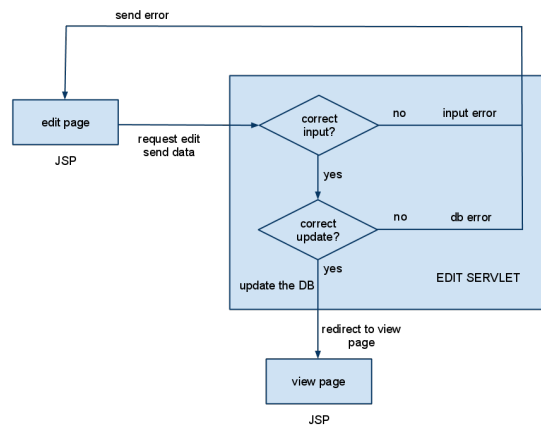 send error
edit page
JSP
request edit
send data
correct
input?
no
input error
yes
correct
update?
no
db error
yes
update the DB
EDIT SERVLET
redirect to view
page
view page
JSP